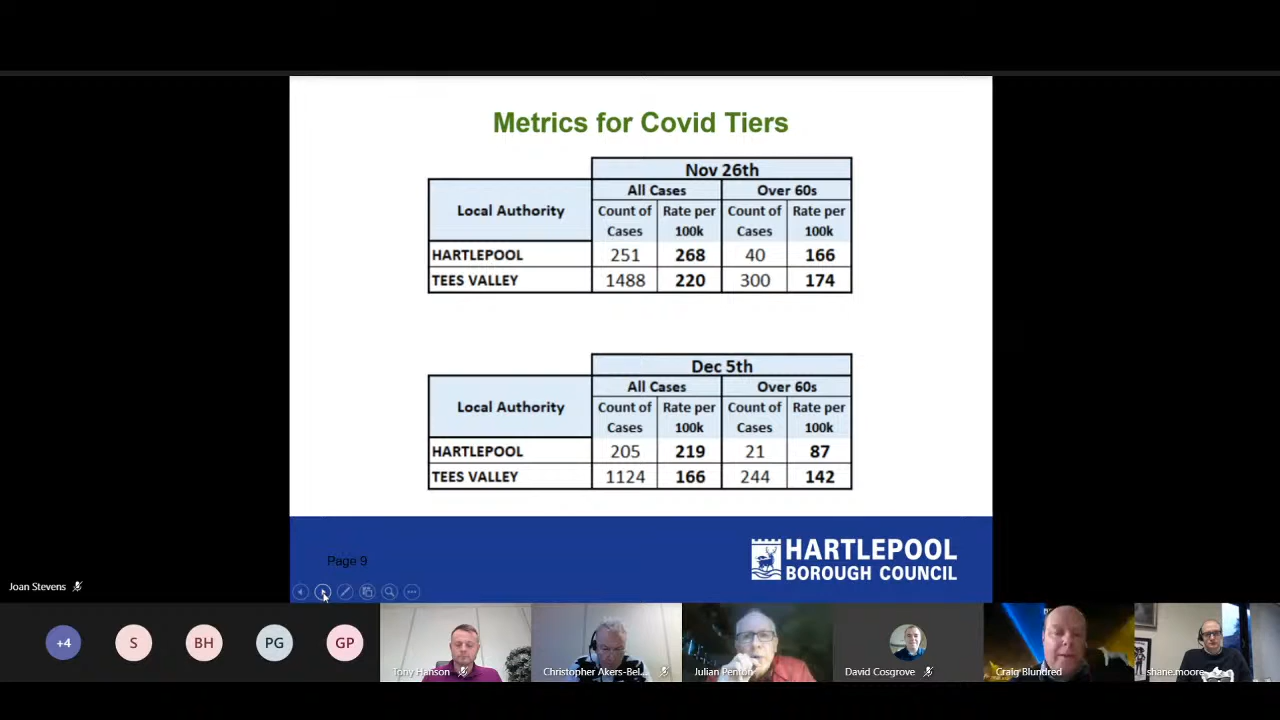 Metrics for Covid Tiers
Nov 26th
All Cases Over 60s
Local Authority
Count of Cases Rate per 100k Count of Cases Rate per 100k
HARTLEPOOL 251 268 40 166
TEES VALLEY 1488 220 300 174
Dec 5th
All Cases Over 60s
Local Authority
Count of Cases Rate per 100k Count of Cases Rate per 100k
HARTLEPOOL 205 219 21 87
TEES VALLEY 1124 166 244 142
Page 9
HARTLEPOOL
BOROUGH COUNCIL
Joan Stevens
+4 S BH PG GP
Tony Hanson Christopher Akers-Bel... Julian Penton David Cosgrove Craig Blundred shane.moore